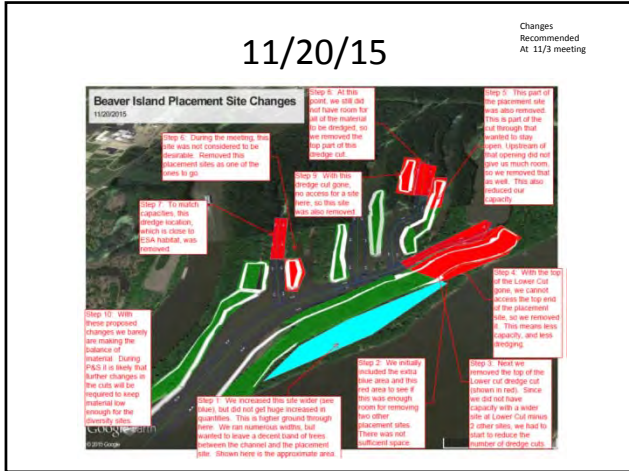 11/20/15
Changes
Recommended
At 11/3 meeting
Beaver Island Placement Site Changes
11/20/2015
Step 8: At this
point, we still did
not have room for
all of the material
to be dredged, so
we removed the
top part of this
dredge cut.
Step 5: This part of
the placement site
was also removed.
This is part of the
cut through that
wanted to stay
open. Upstream of
that opening did not
give us much room,
so we removed that
as well. This also
reduced our
capacity.
Step 6: During the meeting, this
site was not considered to be
desirable. Removed this
placement sites as one of the
ones to go.
Step 9: With this
dredge cut gone,
no access for a site
here, so this site
was also removed.
Step 7: To match
capacities, this
dredge location,
which is close to
ESA habitat, was
removed.
Step 4: With the top
of the Lower Cut
gone, we cannot
access the top end
of the placement
site, so we removed
it. This means less
capacity, and less
dredging.
Step 10: With
these proposed
changes we barely
are making the
balance of
material. During
P&S it is likely that
further changes in
the cuts will be
required to keep
material low
enough for the
diversity sites.
Step 2: We initially
included the extra
blue area and this
red area to see if
this was enough
room for removing
two other
placement sites.
There was not
sufficent space.
Step 3: Next we
removed the top of the
Lower cut dredge cut
(shown in red). Since
we did not have
capacity with a wider
site at Lower Cut minus
2 other sites, we had to
start to reduce the
number of dredge cuts.
Step 1: We increased this site wider (see
blue), but did not get huge increased in
quantities. This is higher ground through
here. We ran numerous widths, but
wanted to leave a decent band of trees
between the channel and the placement
site. Shown here is the approximate area.
Google earth
© 2015 Google